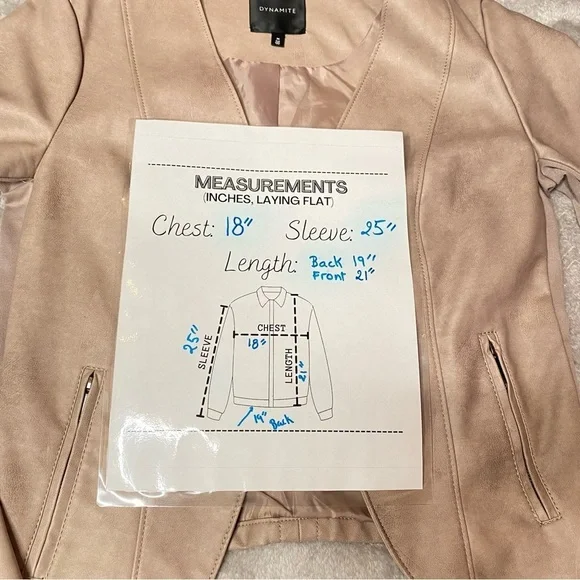 DYNAMITE
MEASUREMENTS
(INCHES, LAYING FLAT)
Chest: 18" Sleeve: 25"
Length: Back 19"
Front 21"
CHEST
18"
25"
SLEEVE
LENGTH
21"
19" Back